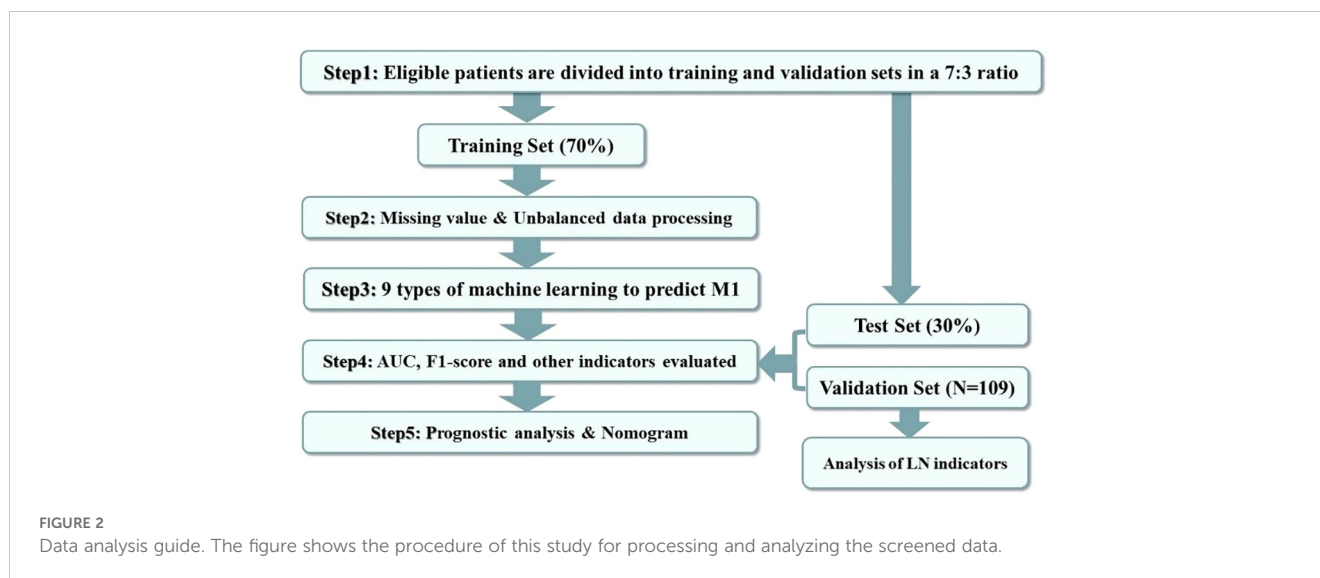 Step1: Eligible patients are divided into training and validation sets in a 7:3 ratio
Training Set (70%)
Step2: Missing value & Unbalanced data processing
Step3: 9 types of machine learning to predict M1
Test Set (30%)
Step4: AUC, F1-score and other indicators evaluated
Validation Set (N=109)
Step5: Prognostic analysis & Nomogram
Analysis of LN indicators
FIGURE 2
Data analysis guide. The figure shows the procedure of this study for processing and analyzing the screened data.